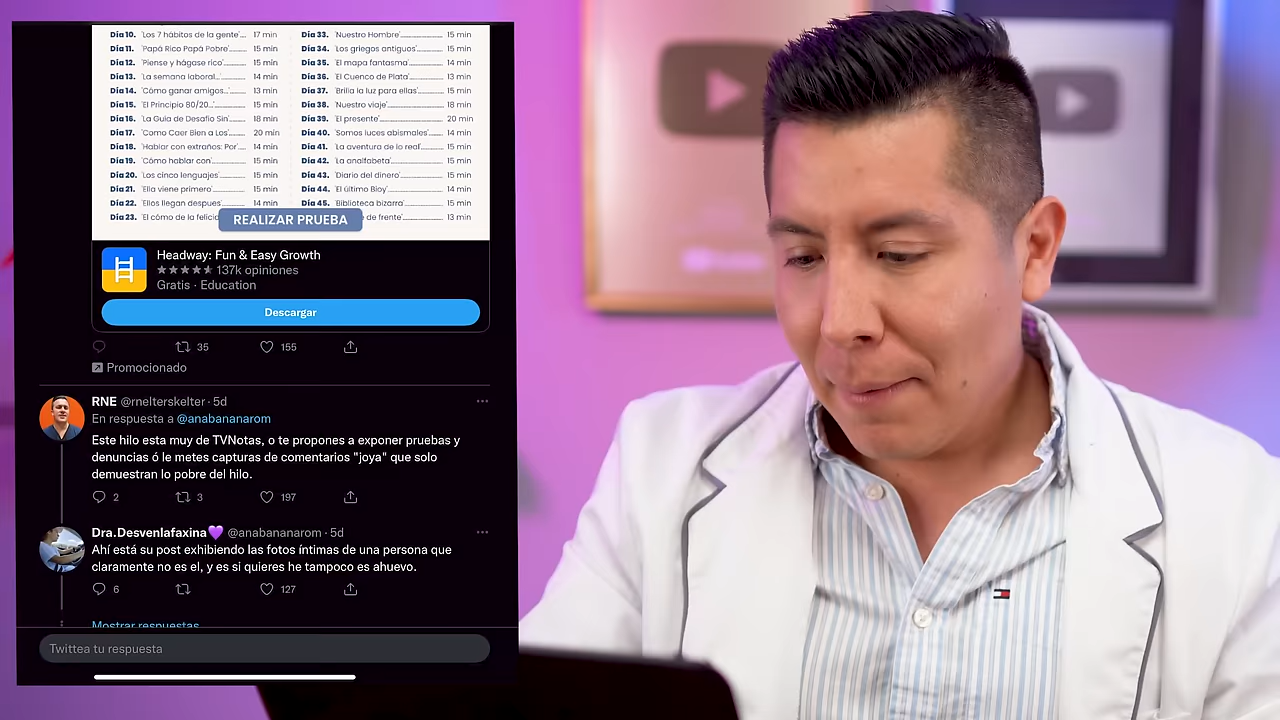 Día 10. 'Los 7 hábitos de la gente'.... 17 min
Día 11. 'Papá Rico Papá Pobre'.... 15 min
Día 12. 'Piense y hágase rico'.... 15 min
Día 13. 'La semana laboral...' 14 min
Día 14. 'Cómo ganar amigos...' 13 min
Día 15. 'El Principio 80/20...' 15 min
Día 16. 'La Guia de Desafío Sin'.... 18 min
Día 17. 'Como Caer Bien a Los'.... 20 min
Día 18. 'Hablar con extraños: Por'.... 14 min
Día 19. 'Cómo hablar con'.... 15 min
Día 20. 'Los cinco lenguajes'.... 15 min
Día 21. 'Ella viene primero'.... 15 min
Día 22. 'Ellos llegan despues'.... 14 min
Día 23. 'El cómo de la felici
Día 33. 'Nuestro Hombre'.... 15 min
Día 34. 'Los griegos antiguos'.... 15 min
Día 35. 'El mapa fantasma'.... 14 min
Día 36. 'El Cuenco de Plata'.... 13 min
Día 37. 'Brilla la luz para ellas'.... 15 min
Día 38. 'Nuestro viaje'.... 18 min
Día 39. 'El presente'.... 20 min
Día 40. 'Somos luces abismales'.... 14 min
Día 41. 'La aventura de lo real'.... 15 min
Día 42. 'La analfabeta'.... 15 min
Día 43. 'Diario del dinero'.... 15 min
Día 44. 'El último Bioy'.... 14 min
Día 45. 'Biblioteca bizarra'.... 15 min
de frente'.... 13 min
REALIZAR PRUEBA
Headway: Fun & Easy Growth
137k opiniones
Gratis · Education
Descargar
35 155
Promocionado
RNE @rnelterskelter · 5d
En respuesta a @anabananarom
Este hilo esta muy de TVNotas, o te propones a exponer pruebas y
denuncias ó le metes capturas de comentarios "joya" que solo
demuestran lo pobre del hilo.
2 3 197
Dra.Desvenlafaxina💜 @anabananarom · 5d
Ahí está su post exhibiendo las fotos íntimas de una persona que
claramente no es el, y es si quieres he tampoco es ahuevo.
6 127
Mostrar respuestas
Twittea tu respuesta